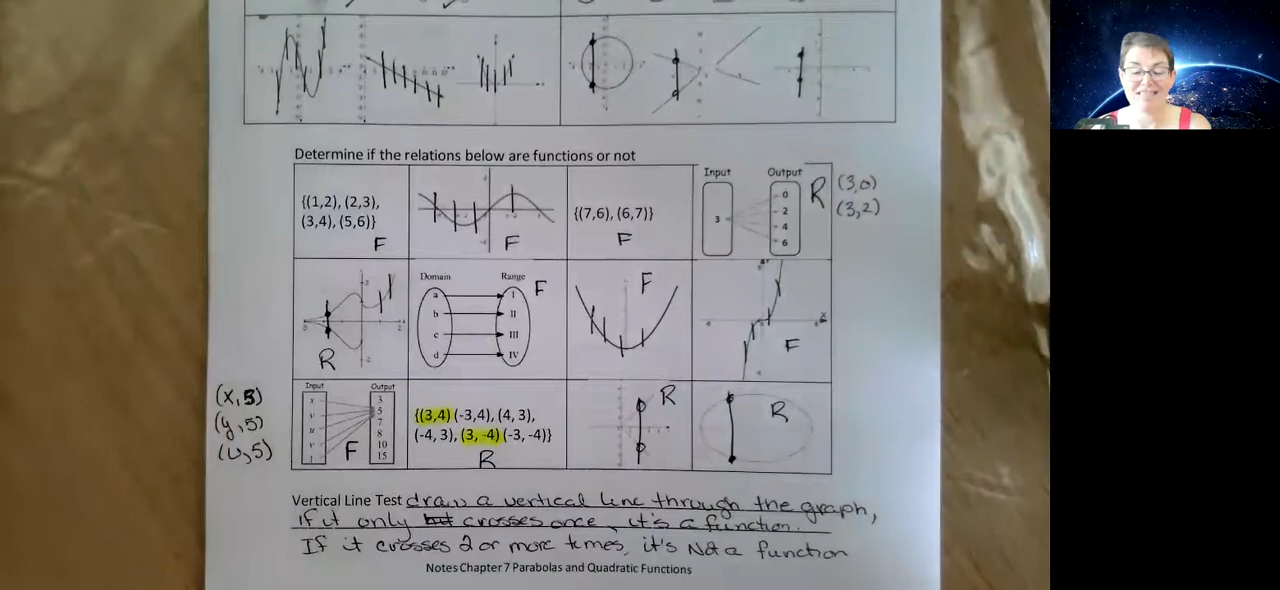 Determine if the relations below are functions or not
{(1,2), (2,3),
(3,4), (5,6)}
F
F
{(7,6), (6,7)}
F
Input Output
3
0
2
4
6
R
(3,0)
(3,2)
R
Domain Range
a I
b II
c III
d IV
F
F
F
Input Output
3
5
7
8
10
15
F
(x,5)
(y,5)
(u,5)
{(3,4) (-3,4), (4, 3),
(-4, 3), (3, -4) (-3, -4)}
R
R
R
Vertical Line Test draw a vertical line through the graph,
if it only crosses once, it's a function.
If it crosses 2 or more times, it's Not a function
Notes Chapter 7 Parabolas and Quadratic Functions